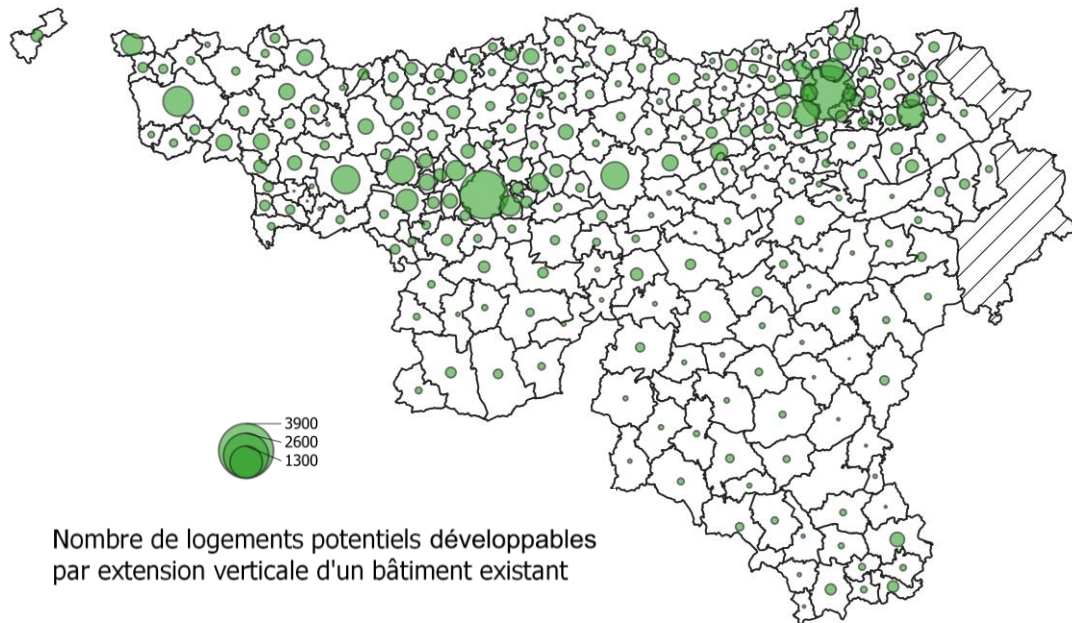 3900
2600
1300
Nombre de logements potentiels développables
par extension verticale d'un bâtiment existant